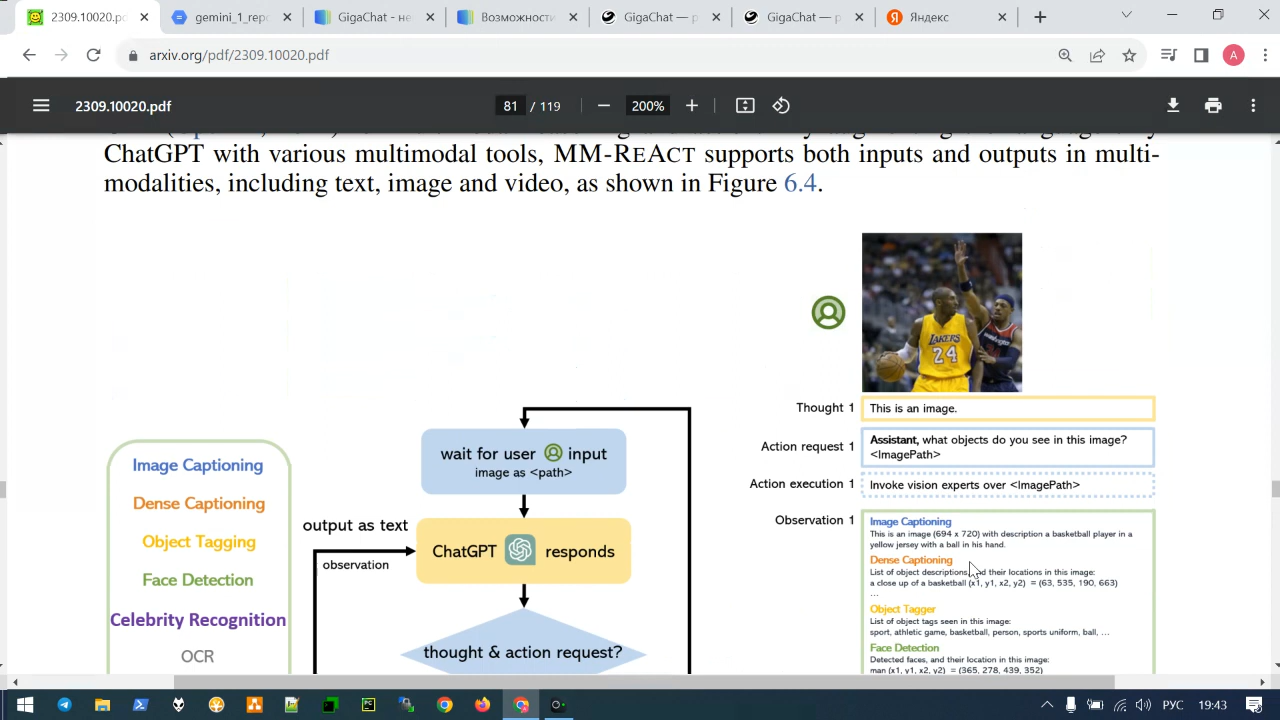 2309.10020.pdf
gemini_1_rep
GigaChat - не
Возможности
GigaChat — р
GigaChat — р
Яндекс
arxiv.org/pdf/2309.10020.pdf
A
2309.10020.pdf
81 / 119
200%
ChatGPT with various multimodal tools, MM-REACT supports both inputs and outputs in multi-
modalities, including text, image and video, as shown in Figure 6.4.
LAKERS
24
Thought 1
This is an image.
Action request 1
Assistant, what objects do you see in this image?
<ImagePath>
Action execution 1
Invoke vision experts over <ImagePath>
Observation 1
Image Captioning
This is an image (694 x 720) with description a basketball player in a
yellow jersey with a ball in his hand.
Dense Captioning
List of object descriptions, and their locations in this image:
a close up of a basketball (x1, y1, x2, y2) = (63, 535, 190, 663)
...
Object Tagger
List of object tags seen in this image:
sport, athletic game, basketball, person, sports uniform, ball, ...
Face Detection
Detected faces, and their location in this image:
man (x1, y1, x2, y2) = (365, 278, 439, 352)
wait for user input
image as <path>
ChatGPT responds
thought & action request?
output as text
observation
Image Captioning
Dense Captioning
Object Tagging
Face Detection
Celebrity Recognition
OCR
РУС
19:43